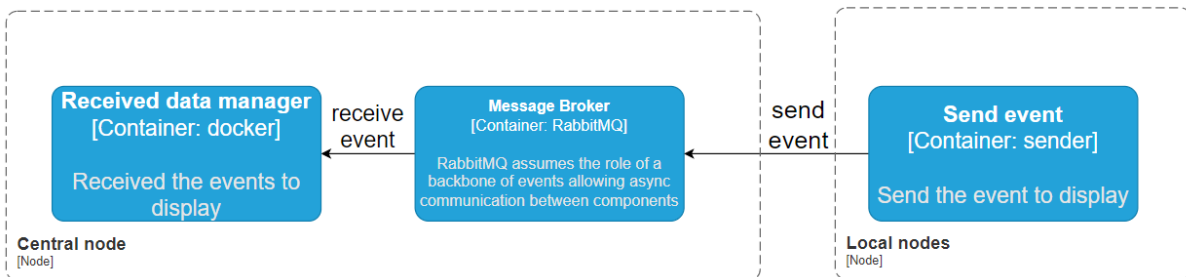 Received data manager
[Container: docker]
Received the events to
display
Central node
[Node]
receive
event
Message Broker
[Container: RabbitMQ]
RabbitMQ assumes the role of a
backbone of events allowing async
communication between components
send
event
Send event
[Container: sender]
Send the event to display
Local nodes
[Node]